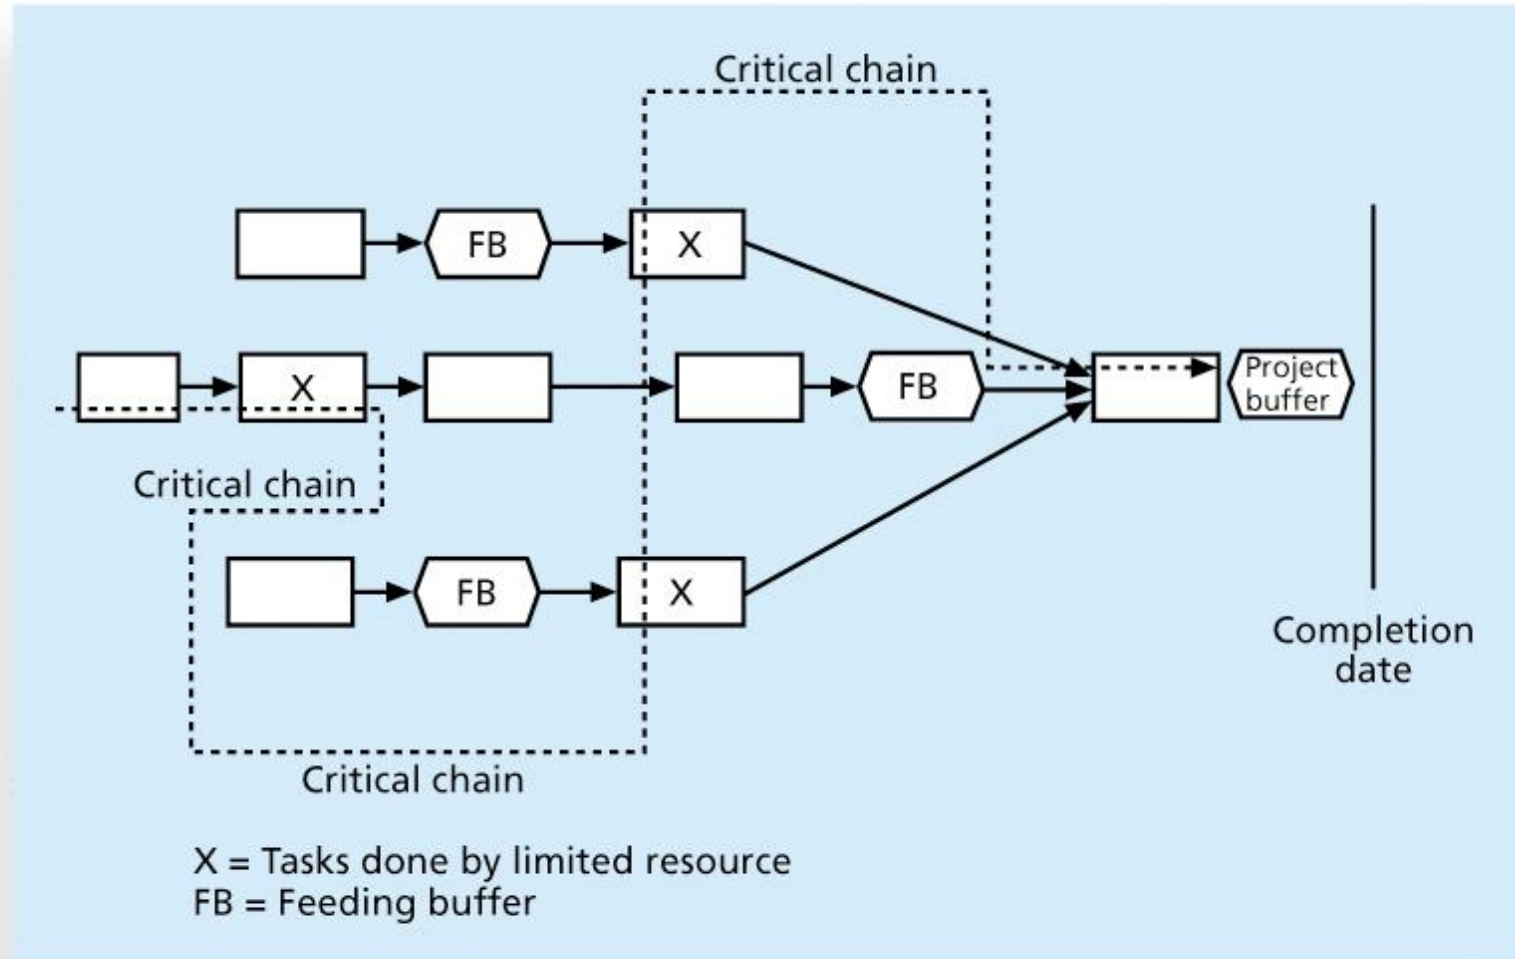 Critical chain
FB
X
X
FB
Project
buffer
Critical chain
FB
X
Completion
date
Critical chain
X = Tasks done by limited resource
FB = Feeding buffer